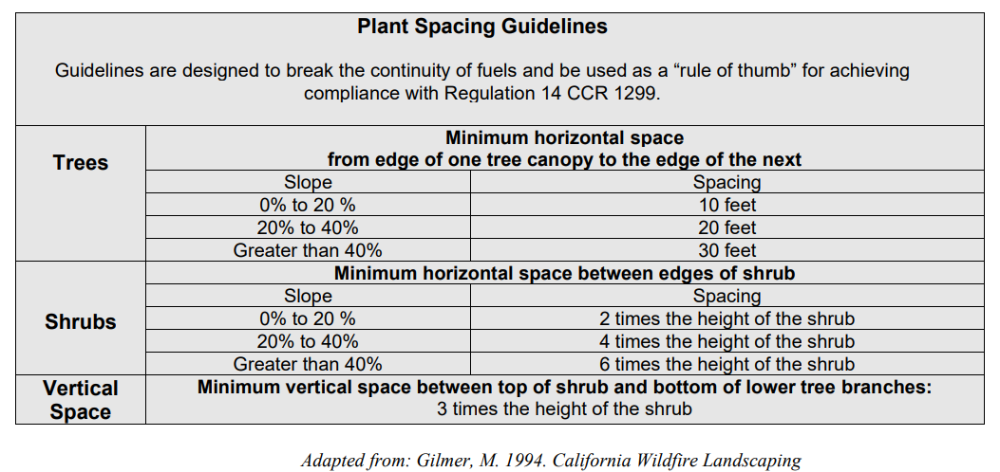 Plant Spacing Guidelines
Guidelines are designed to break the continuity of fuels and be used as a “rule of thumb” for achieving
compliance with Regulation 14 CCR 1299.
Trees
Minimum horizontal space
from edge of one tree canopy to the edge of the next
Slope Spacing
0% to 20 % 10 feet
20% to 40% 20 feet
Greater than 40% 30 feet
Shrubs
Minimum horizontal space between edges of shrub
Slope Spacing
0% to 20 % 2 times the height of the shrub
20% to 40% 4 times the height of the shrub
Greater than 40% 6 times the height of the shrub
Vertical
Space
Minimum vertical space between top of shrub and bottom of lower tree branches:
3 times the height of the shrub
Adapted from: Gilmer, M. 1994. California Wildfire Landscaping